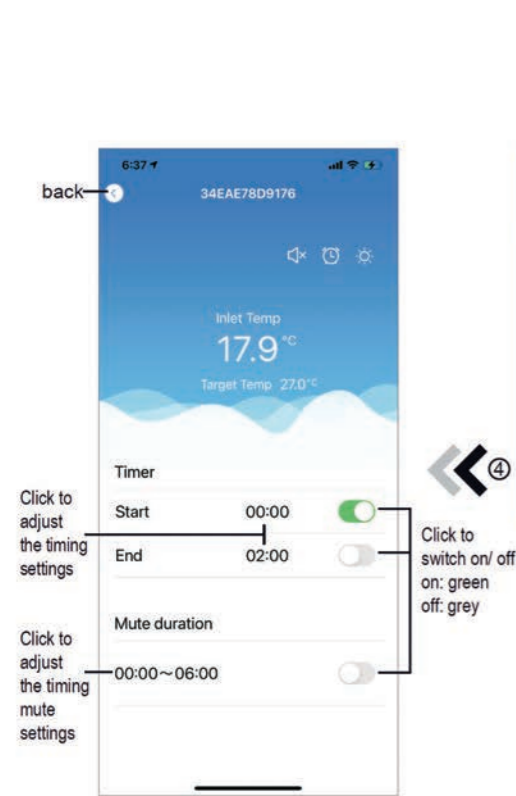 6:37
back
34EAE78D9176
Inlet Temp
17.9°C
Target Temp 27.0°C
④
Timer
Click to
adjust
the timing
settings
Start 00:00
End 02:00
Click to
switch on/ off
on: green
off: grey
Mute duration
Click to
adjust
the timing
mute
settings
00:00～06:00